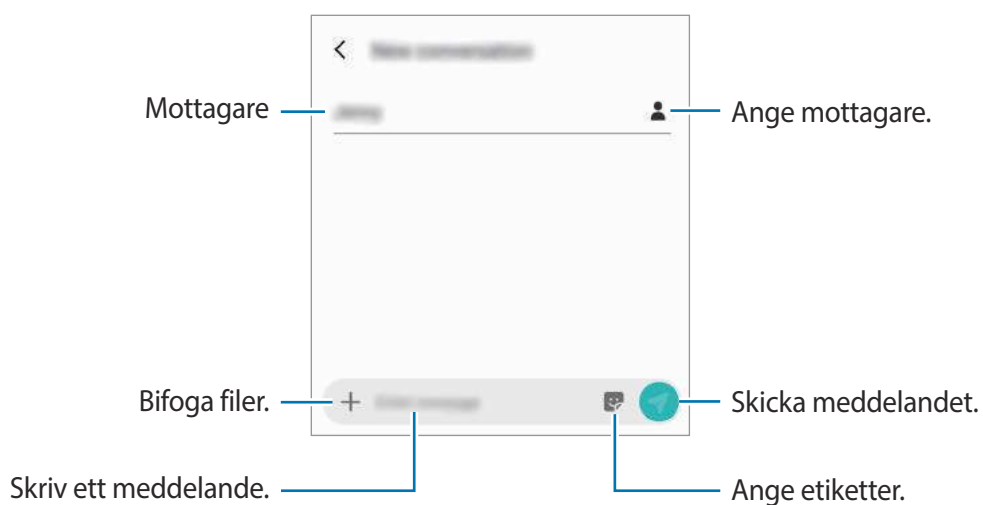 Mottagare
Ange mottagare.
Bifoga filer.
Skicka meddelandet.
Skriv ett meddelande.
Ange etiketter.